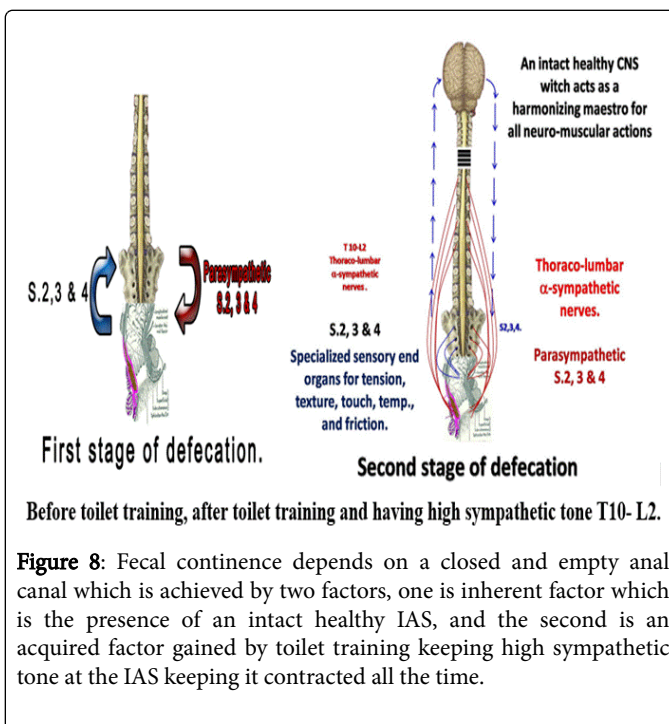 An intact healthy CNS
witch acts as a
harmonizing maestro for
all neuro-muscular actions
S.2,3 & 4
Parasympathetic
S.2, 3 & 4
First stage of defecation.
T10-L2
Thoraco-lumbar
α-sympathetic
nerves.
S.2, 3 & 4
Specialized sensory end
organs for tension,
texture, touch, temp.,
and friction.
S2,3,4.
Thoraco-lumbar
α-sympathetic
nerves.
Parasympathetic
S.2, 3 & 4
Second stage of defecation
Before toilet training, after toilet training and having high sympathetic tone T10- L2.
Figure 8: Fecal continence depends on a closed and empty anal
canal which is achieved by two factors, one is inherent factor which
is the presence of an intact healthy IAS, and the second is an
acquired factor gained by toilet training keeping high sympathetic
tone at the IAS keeping it contracted all the time.